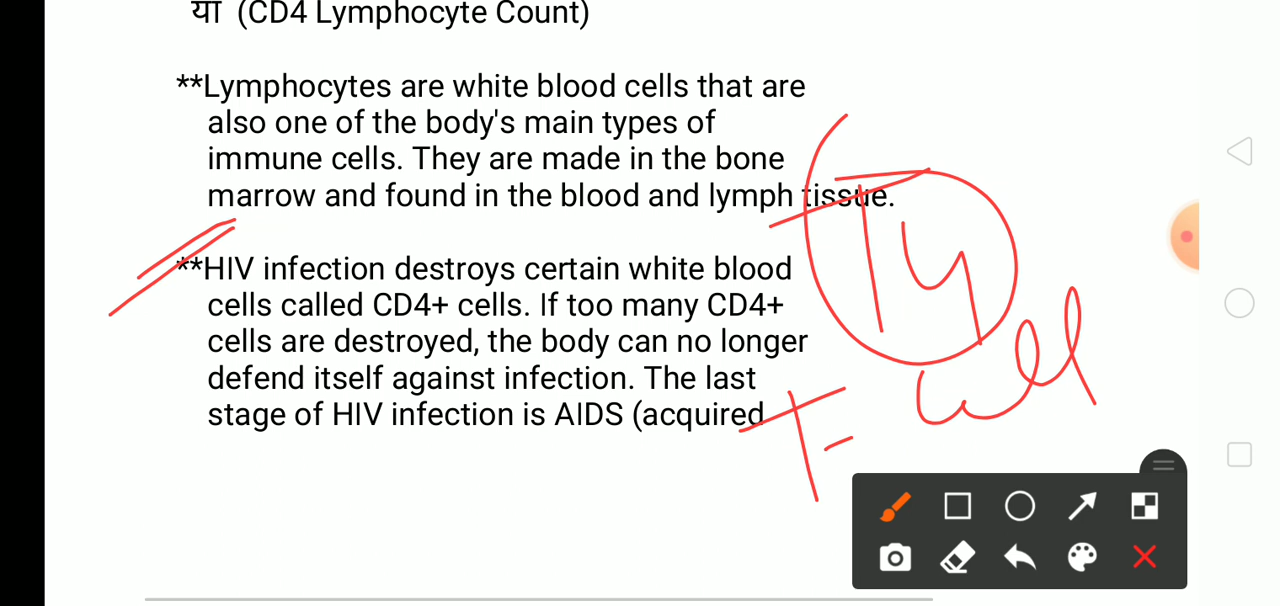 या (CD4 Lymphocyte Count)
**Lymphocytes are white blood cells that are
also one of the body's main types of
immune cells. They are made in the bone
marrow and found in the blood and lymph tissue.
**HIV infection destroys certain white blood
cells called CD4+ cells. If too many CD4+
cells are destroyed, the body can no longer
defend itself against infection. The last
stage of HIV infection is AIDS (acquired
T4
T- cell